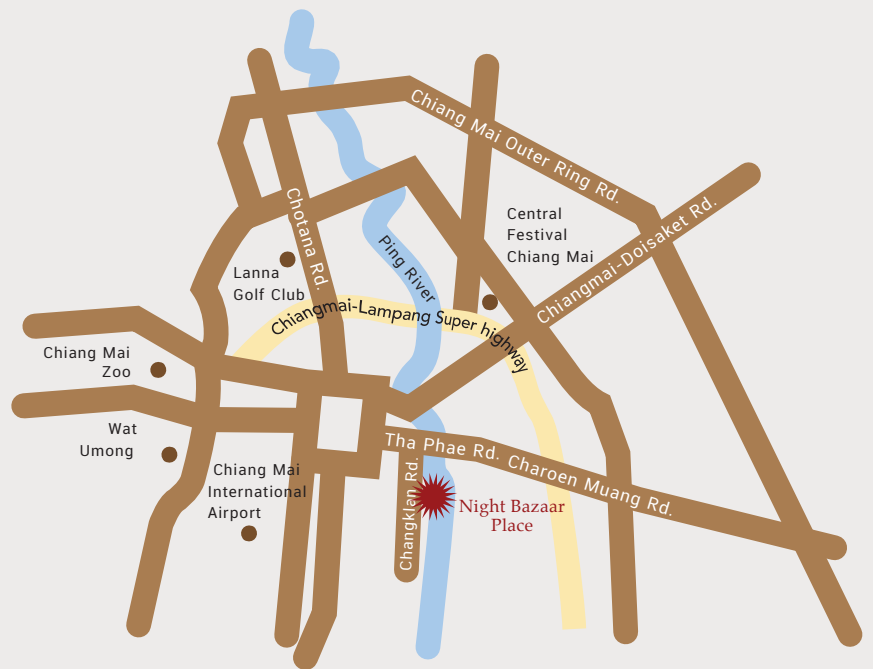 Chiang Mai Outer Ring Rd.
Chotana Rd.
Central
Festival
Chiang Mai
Chiangmai-Doisaket Rd.
Ping River
Lanna
Golf Club
Chiangmai-Lampang Super highway
Chiang Mai
Zoo
Wat
Umong
Tha Phae Rd. Charoen Muang Rd.
Chiang Mai
International
Airport
Changklan Rd.
Night Bazaar
Place